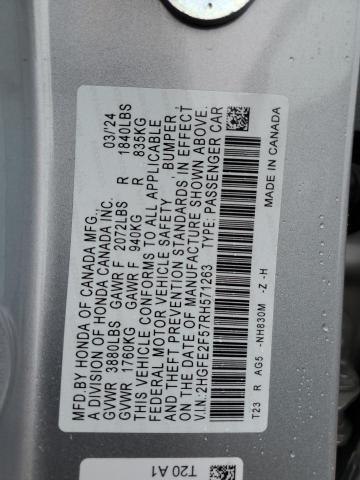 MFD.BY HONDA OF CANADA MFG., 03/'24
A DIVISION OF HONDA CANADA INC.
GVWR 3880LBS GAWR F 2072LBS R 1840LBS
GVWR 1760KG GAWR F 940KG R 835KG
THIS VEHICLE CONFORMS TO ALL APPLICABLE
FEDERAL MOTOR VEHICLE SAFETY BUMPER,
AND THEFT PREVENTION STANDARDS IN EFFECT
ON THE DATE OF MANUFACTURE SHOWN ABOVE.
V.I.N.: 2HGFE2F57RH571263 TYPE: PASSENGER CAR
T23 R AG5 -NH830M -Z -H MADE IN CANADA
T20 A1